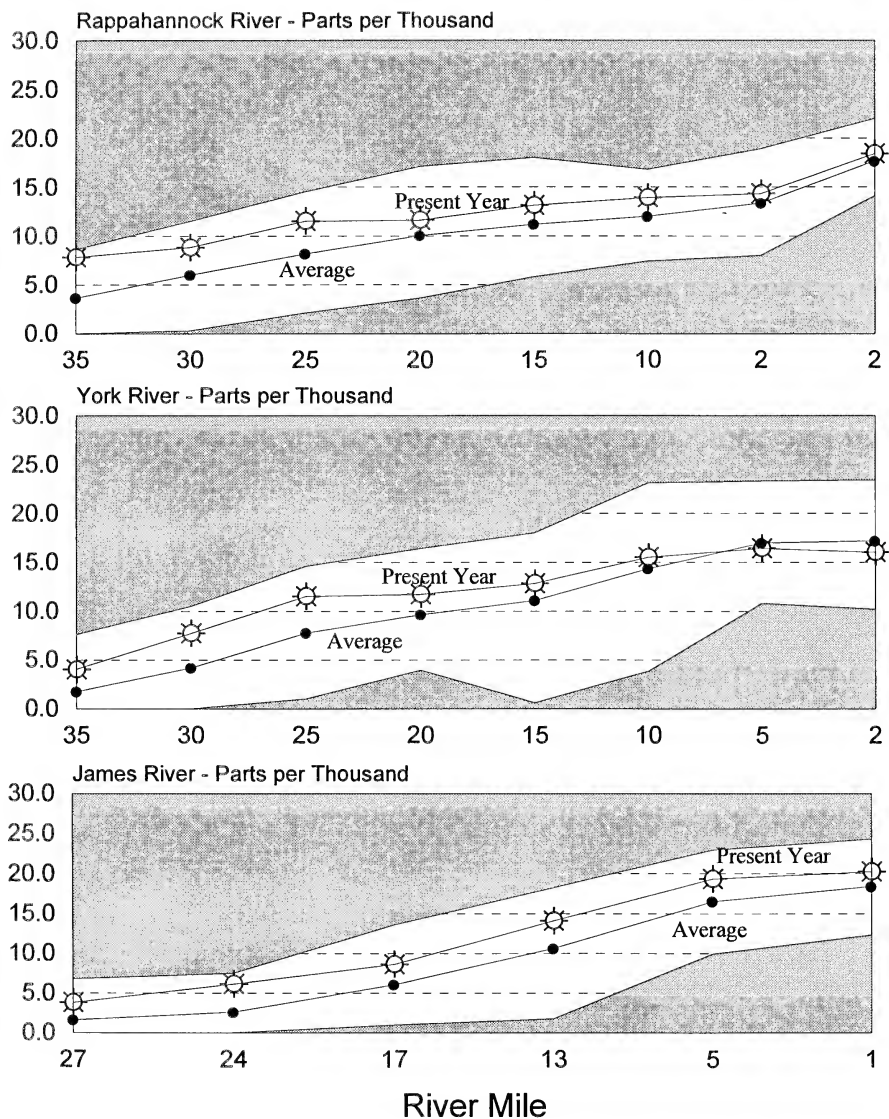 Rappahannock River - Parts per Thousand
30.0
25.0
20.0
15.0
10.0
5.0
0.0
Present Year
Average
35 30 25 20 15 10 2 2
York River - Parts per Thousand
30.0
25.0
20.0
15.0
10.0
5.0
0.0
Present Year
Average
35 30 25 20 15 10 5 2
James River - Parts per Thousand
30.0
25.0
20.0
15.0
10.0
5.0
0.0
Present Year
Average
27 24 17 13 5 1
River Mile